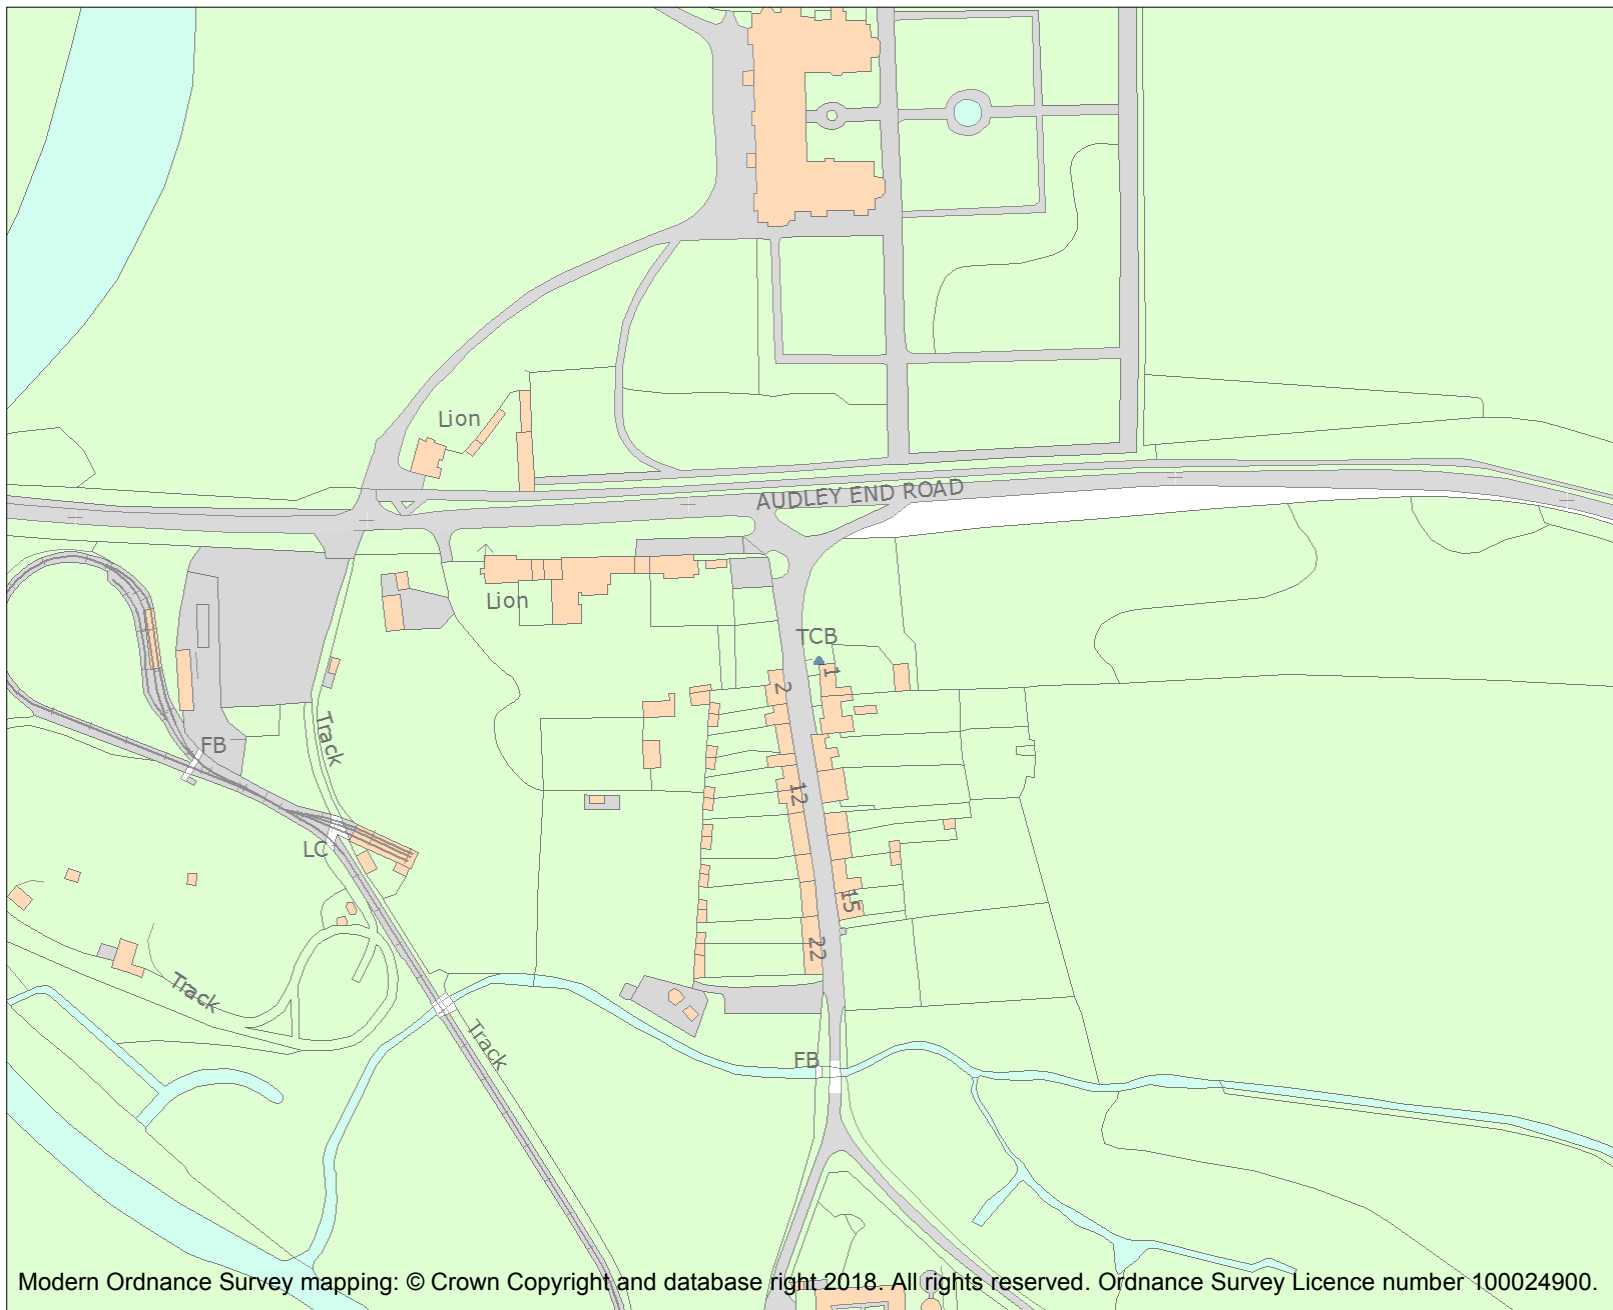 Lion
AUDLEY END ROAD
Lion
TCB
1
2
Track
FB
12
LC
15
22
Track
Track
FB
Modern Ordnance Survey mapping: © Crown Copyright and database right 2018. All rights reserved. Ordnance Survey Licence number 100024900.